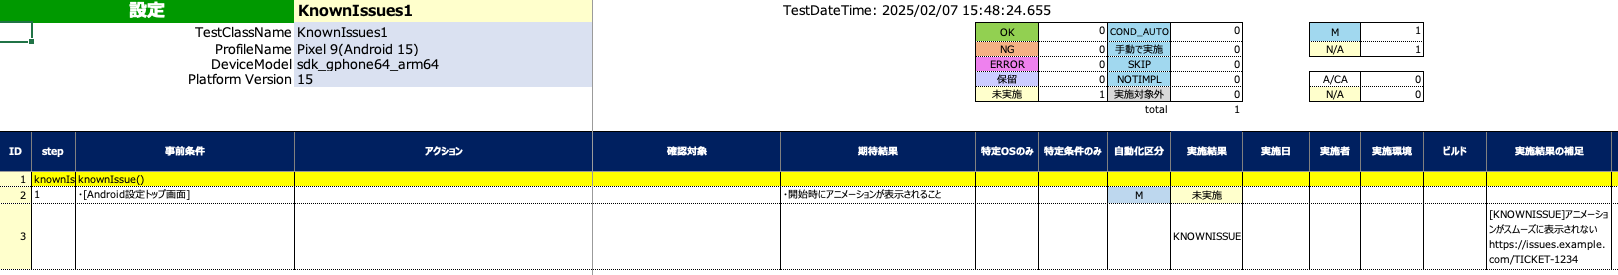 設定 KnownIssues1 TestDateTime: 2025/02/07 15:48:24.655
TestClassName KnownIssues1 OK 0 COND_AUTO 0 M 1
ProfileName Pixel 9(Android 15) NG 0 手動で実施 0 N/A 1
DeviceModel sdk_gphone64_arm64 ERROR 0 SKIP 0
Platform Version 15 保留 0 NOTIMPL 0 A/CA 0
未実施 1 実施対象外 0 N/A 0
total 1
ID step 事前条件 アクション 確認対象 期待結果 特定OSのみ 特定条件のみ 自動化区分 実施結果 実施日 実施者 実施環境 ビルド 実施結果の補足
1 knownIs knownIssue()
2 1 ・[Android設定トップ画面] ・開始時にアニメーションが表示されること M 未実施
3 KNOWNISSUE [KNOWNISSUE]アニメーショ
ンがスムーズに表示されない
https://issues.example.
com/TICKET-1234